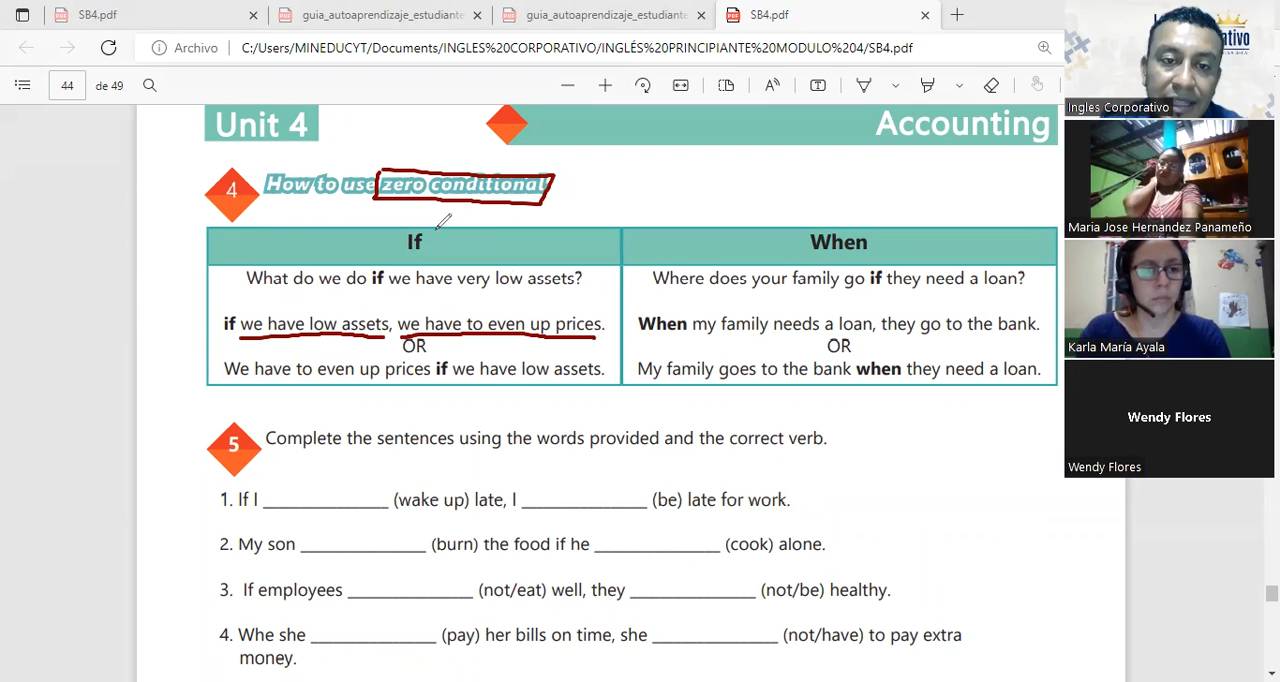 SB4.pdf
guia_autoaprendizaje_estudiante
guia_autoaprendizaje_estudiante
SB4.pdf
Archivo
C:/Users/MINEDUCYT/Documents/INGLES%20CORPORATIVO/INGLÉS%20PRINCIPIANTE%20MODULO%204/SB4.pdf
44
de 49
Unit 4
Accounting
4
How to use zero conditional
If
When
What do we do if we have very low assets?
Where does your family go if they need a loan?
if we have low assets, we have to even up prices.
When my family needs a loan, they go to the bank.
OR
OR
We have to even up prices if we have low assets.
My family goes to the bank when they need a loan.
5
Complete the sentences using the words provided and the correct verb.
1. If I ______________ (wake up) late, I ______________ (be) late for work.
2. My son ______________ (burn) the food if he ______________ (cook) alone.
3. If employees ______________ (not/eat) well, they ______________ (not/be) healthy.
4. Whe she ______________ (pay) her bills on time, she ______________ (not/have) to pay extra
money.
Ingles Corporativo
Maria Jose Hernandez Panameño
Karla María Ayala
Wendy Flores
Wendy Flores